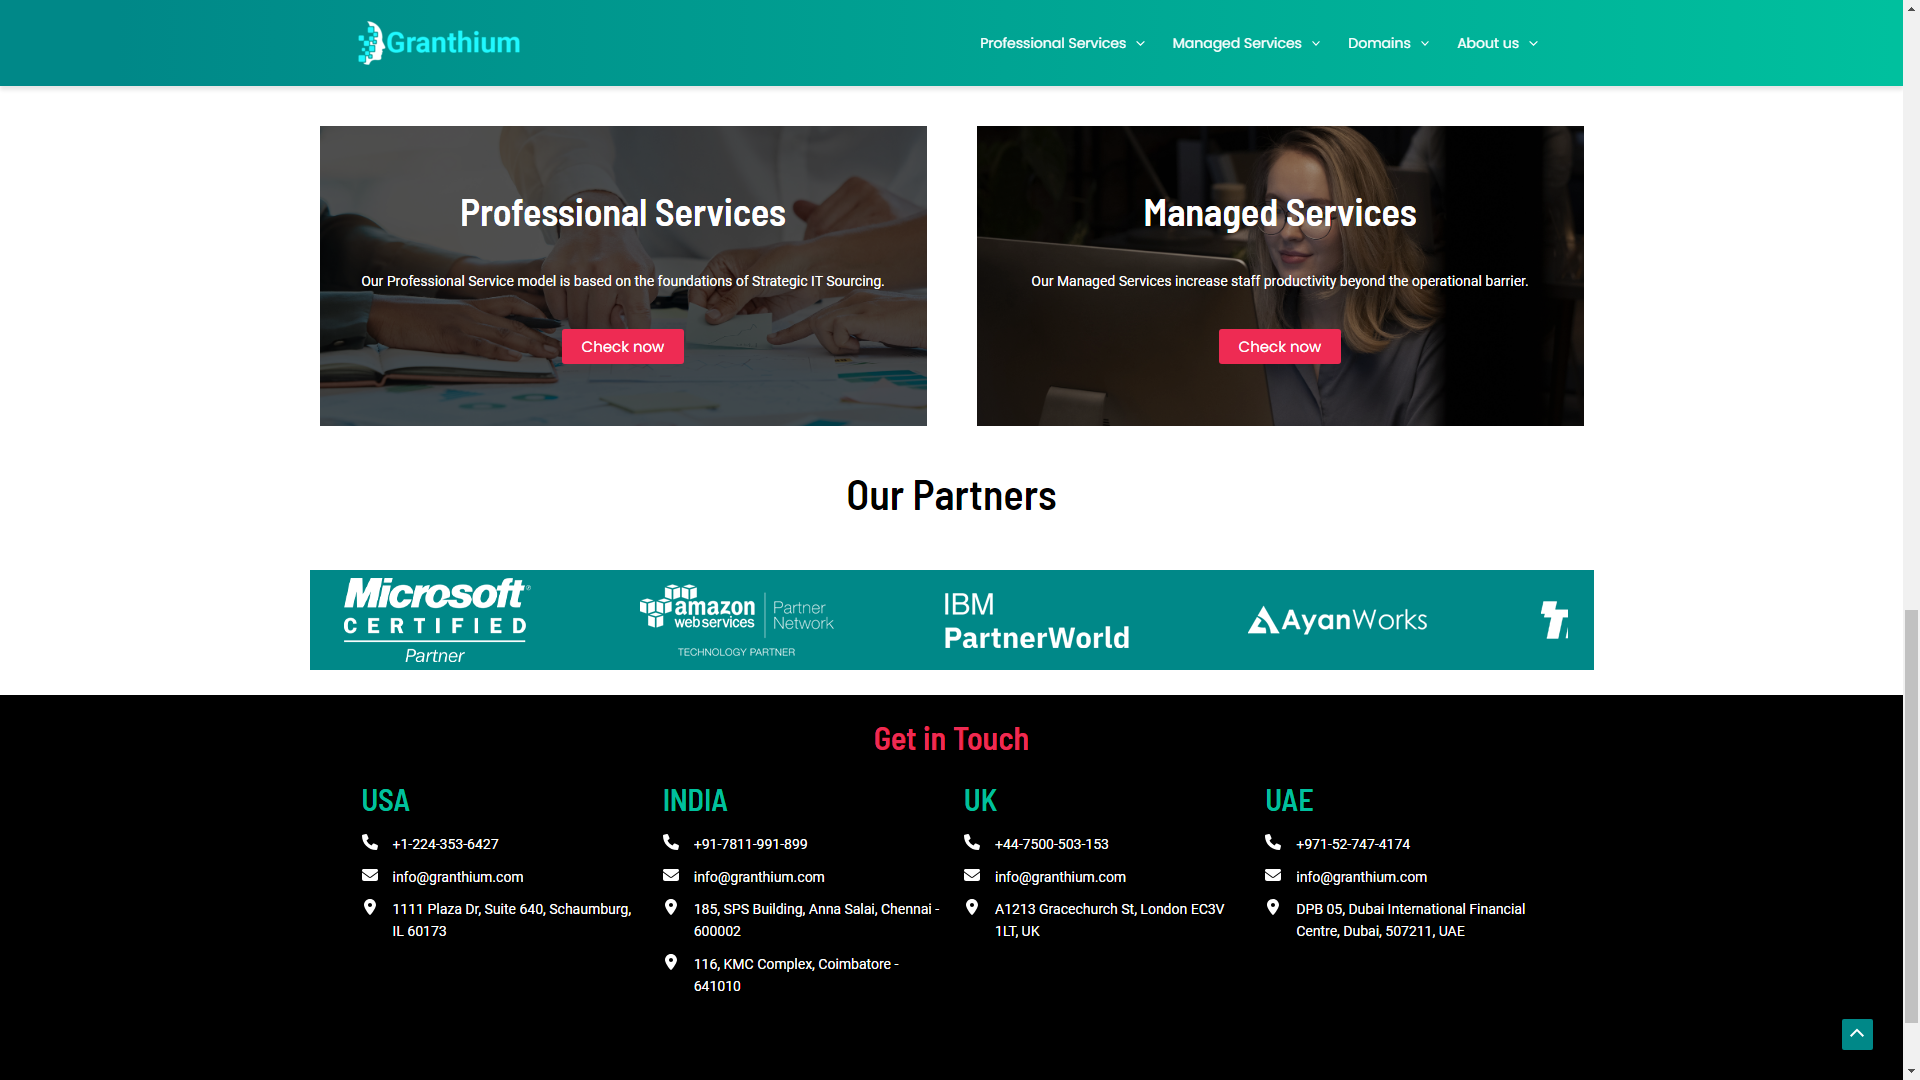 Granthium
Professional Services
Managed Services
Domains
About us
Professional Services
Our Professional Service model is based on the foundations of Strategic IT Sourcing.
Check now
Managed Services
Our Managed Services increase staff productivity beyond the operational barrier.
Check now
Our Partners
Microsoft
CERTIFIED
Partner
amazon
webservices
Partner
Network
TECHNOLOGY PARTNER
IBM
PartnerWorld
AyanWorks
Get in Touch
USA
+1-224-353-6427
info@granthium.com
1111 Plaza Dr, Suite 640, Schaumburg,
IL 60173
INDIA
+91-7811-991-899
info@granthium.com
185, SPS Building, Anna Salai, Chennai -
600002
116, KMC Complex, Coimbatore -
641010
UK
+44-7500-503-153
info@granthium.com
A1213 Gracechurch St, London EC3V
1LT, UK
UAE
+971-52-747-4174
info@granthium.com
DPB 05, Dubai International Financial
Centre, Dubai, 507211, UAE